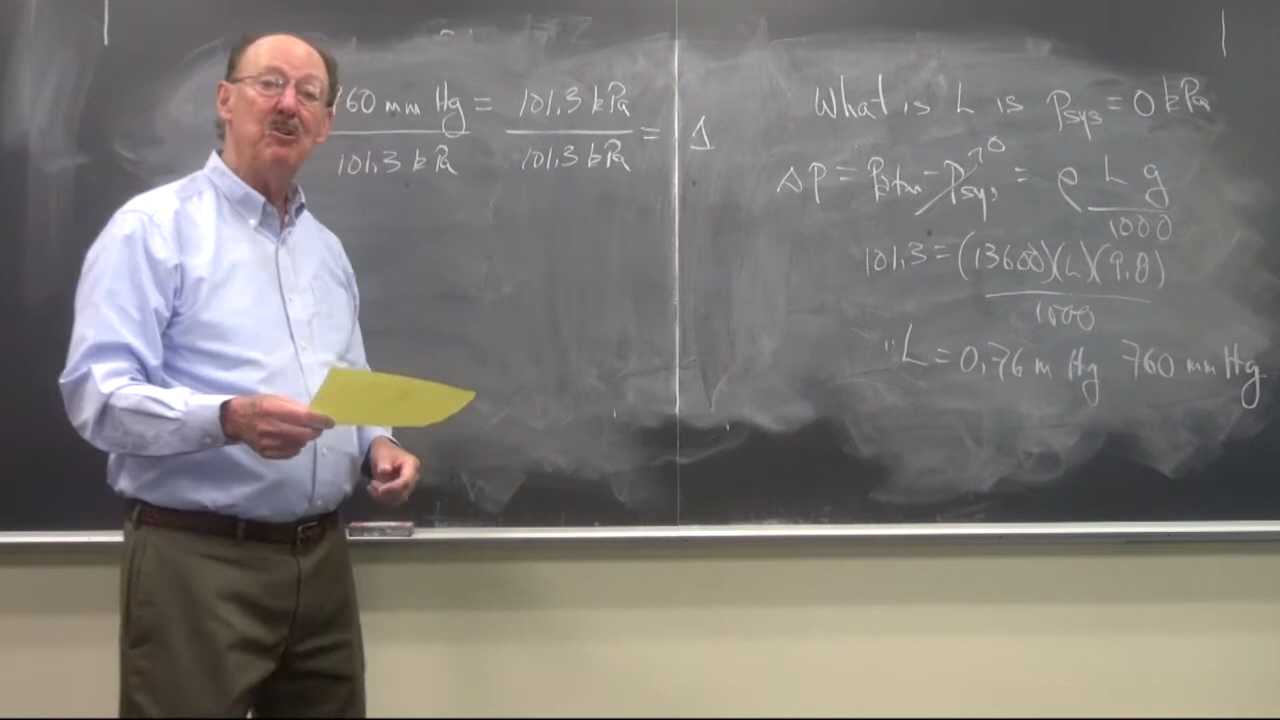 760 mm Hg = 101.3 kPa
101.3 kPa 101.3 kPa = 1
What is L is Psys = 0 kPa
ΔP = Patm - Psys, →0 = ρ L g
1000
101.3 = (13600)(L)(9.8)
1000
L = 0.76 m Hg 760 mm Hg